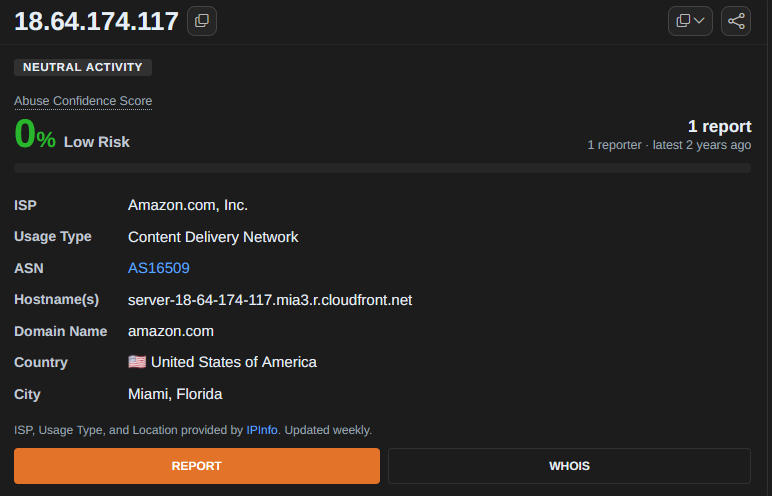 18.64.174.117
NEUTRAL ACTIVITY
Abuse Confidence Score
0% Low Risk
1 report
1 reporter · latest 2 years ago
ISP Amazon.com, Inc.
Usage Type Content Delivery Network
ASN AS16509
Hostname(s) server-18-64-174-117.mia3.r.cloudfront.net
Domain Name amazon.com
Country United States of America
City Miami, Florida
ISP, Usage Type, and Location provided by IPInfo. Updated weekly.
REPORT WHOIS